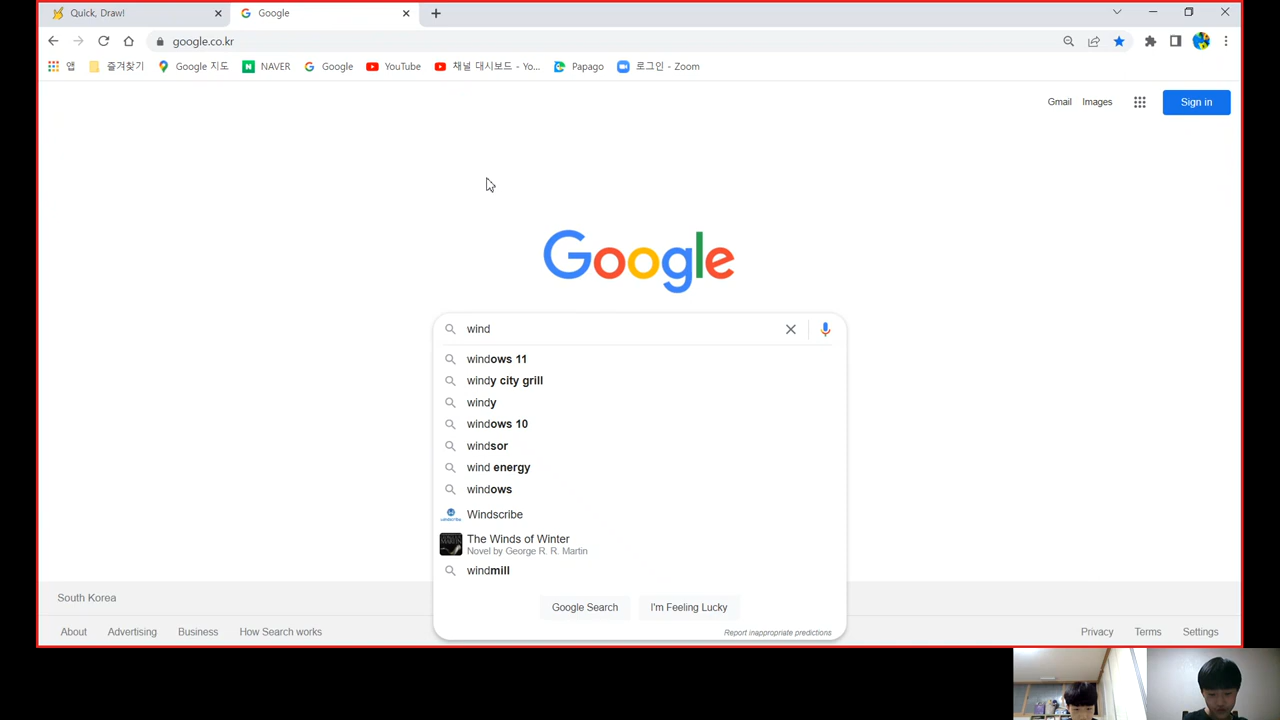 Quick, Draw!
Google
google.co.kr
앱
즐겨찾기
Google 지도
NAVER
Google
YouTube
채널 대시보드 - Yo...
Papago
로그인 - Zoom
Gmail
Images
Sign in
Google
wind
windows 11
windy city grill
windy
windows 10
windsor
wind energy
windows
Windscribe
The Winds of Winter
Novel by George R. R. Martin
windmill
Google Search
I'm Feeling Lucky
Report inappropriate predictions
South Korea
About
Advertising
Business
How Search works
Privacy
Terms
Settings